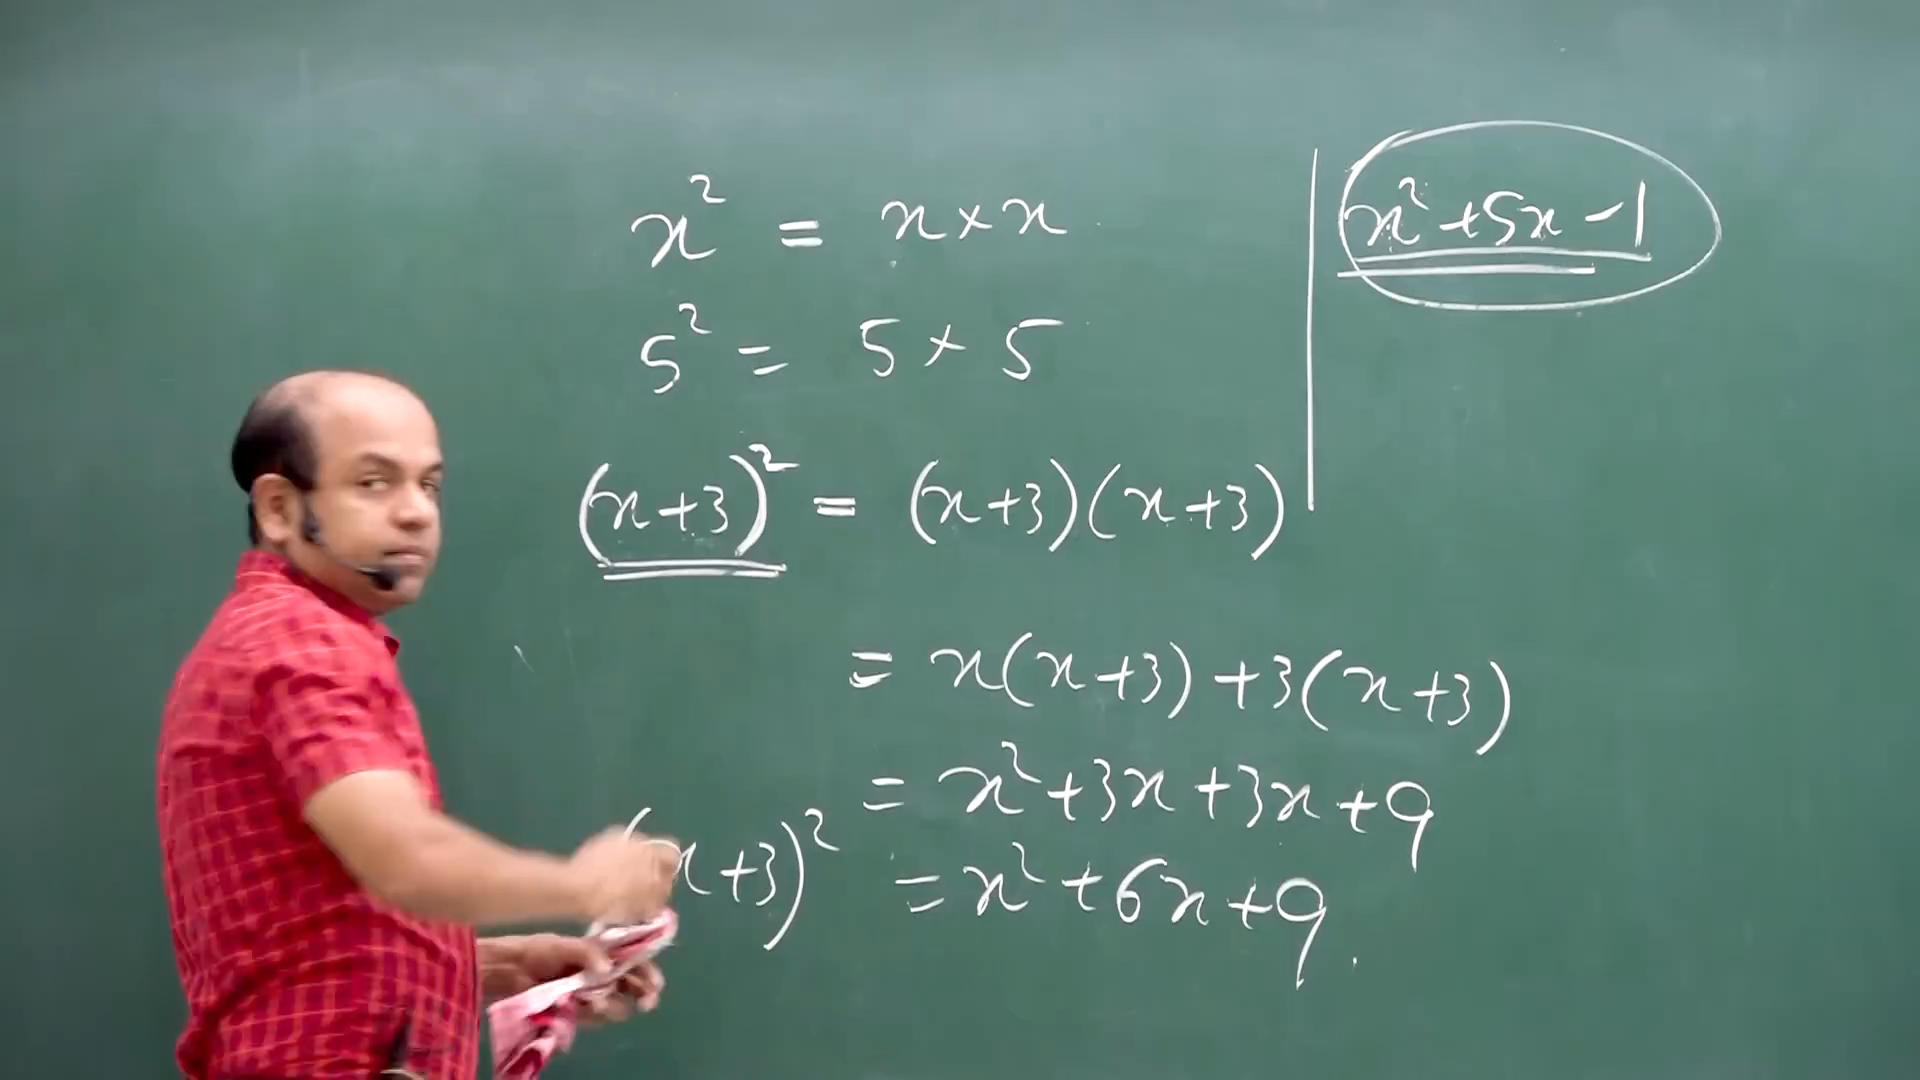 x² = x × x
5² = 5 × 5
(x+3)² = (x+3)(x+3)
= x(x+3) +3(x+3)
= x² +3x +3x +9
(x+3)² = x² + 6x +9.
x² +5x -1